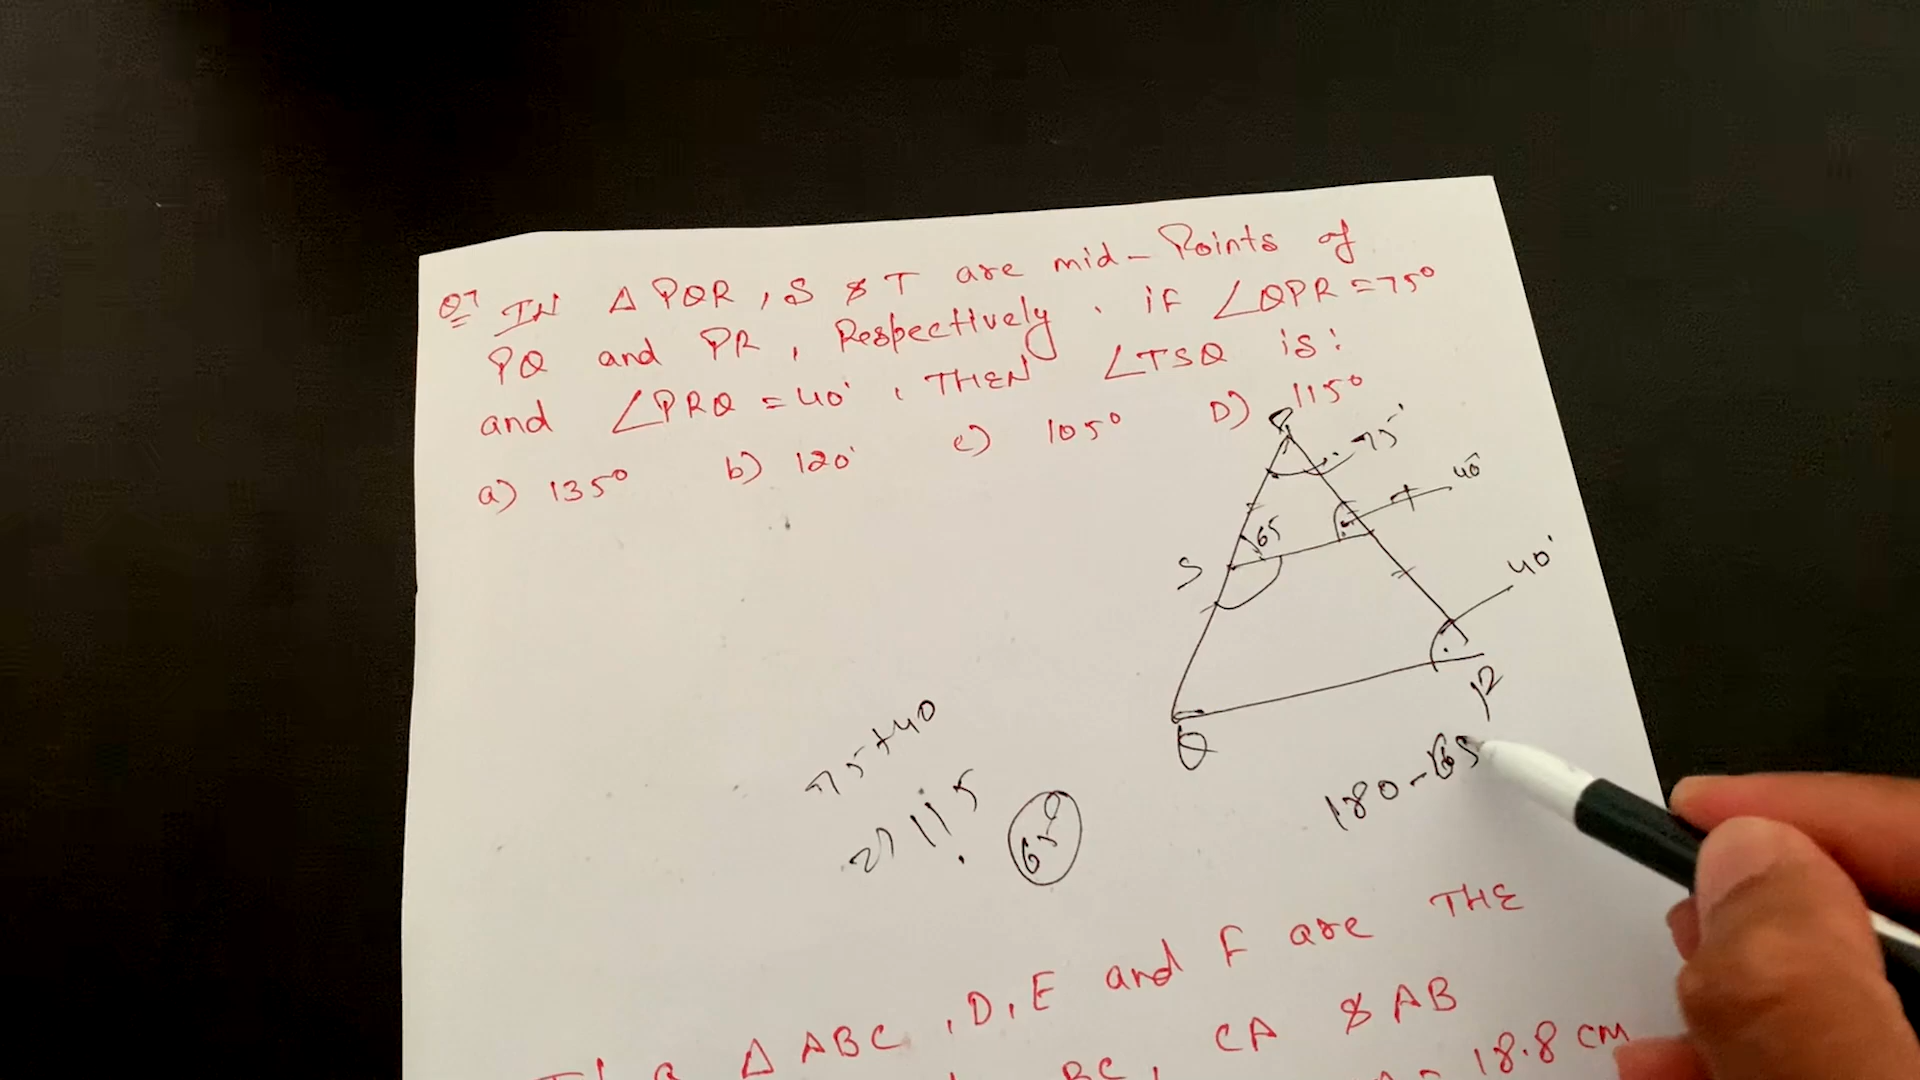 Q7 IN Δ PQR, S & T are mid-Points of
PQ and PR, Respectively. if ∠QPR = 75°
and ∠PRQ = 40°, THEN ∠TSQ is:
a) 135° b) 120° c) 105° D) 115°
P 75°
40°
T
65
S
40°
R
Q
75+40
115
65°
180-65
Δ ABC, D, E and F are THE
BC, CA & AB
18.8 CM